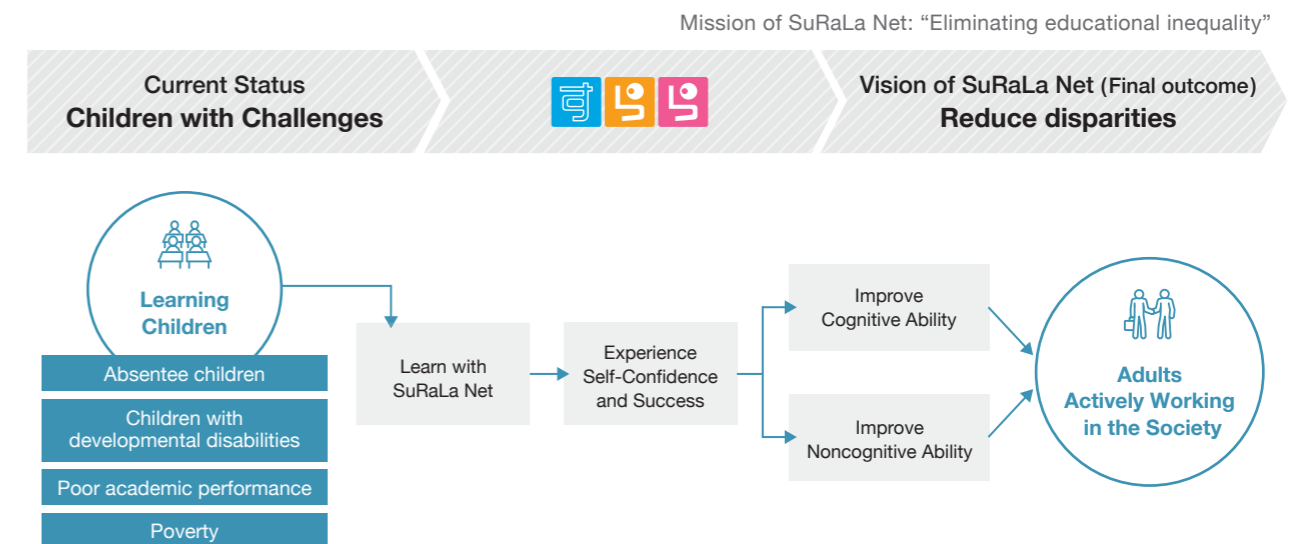 Mission of SuRaLa Net: “Eliminating educational inequality”
Current Status
Children with Challenges
Vision of SuRaLa Net (Final outcome)
Reduce disparities
Learning
Children
Absentee children
Children with
developmental disabilities
Poor academic performance
Poverty
Learn with
SuRaLa Net
Experience
Self-Confidence
and Success
Improve
Cognitive Ability
Improve
Noncognitive Ability
Adults
Actively Working
in the Society